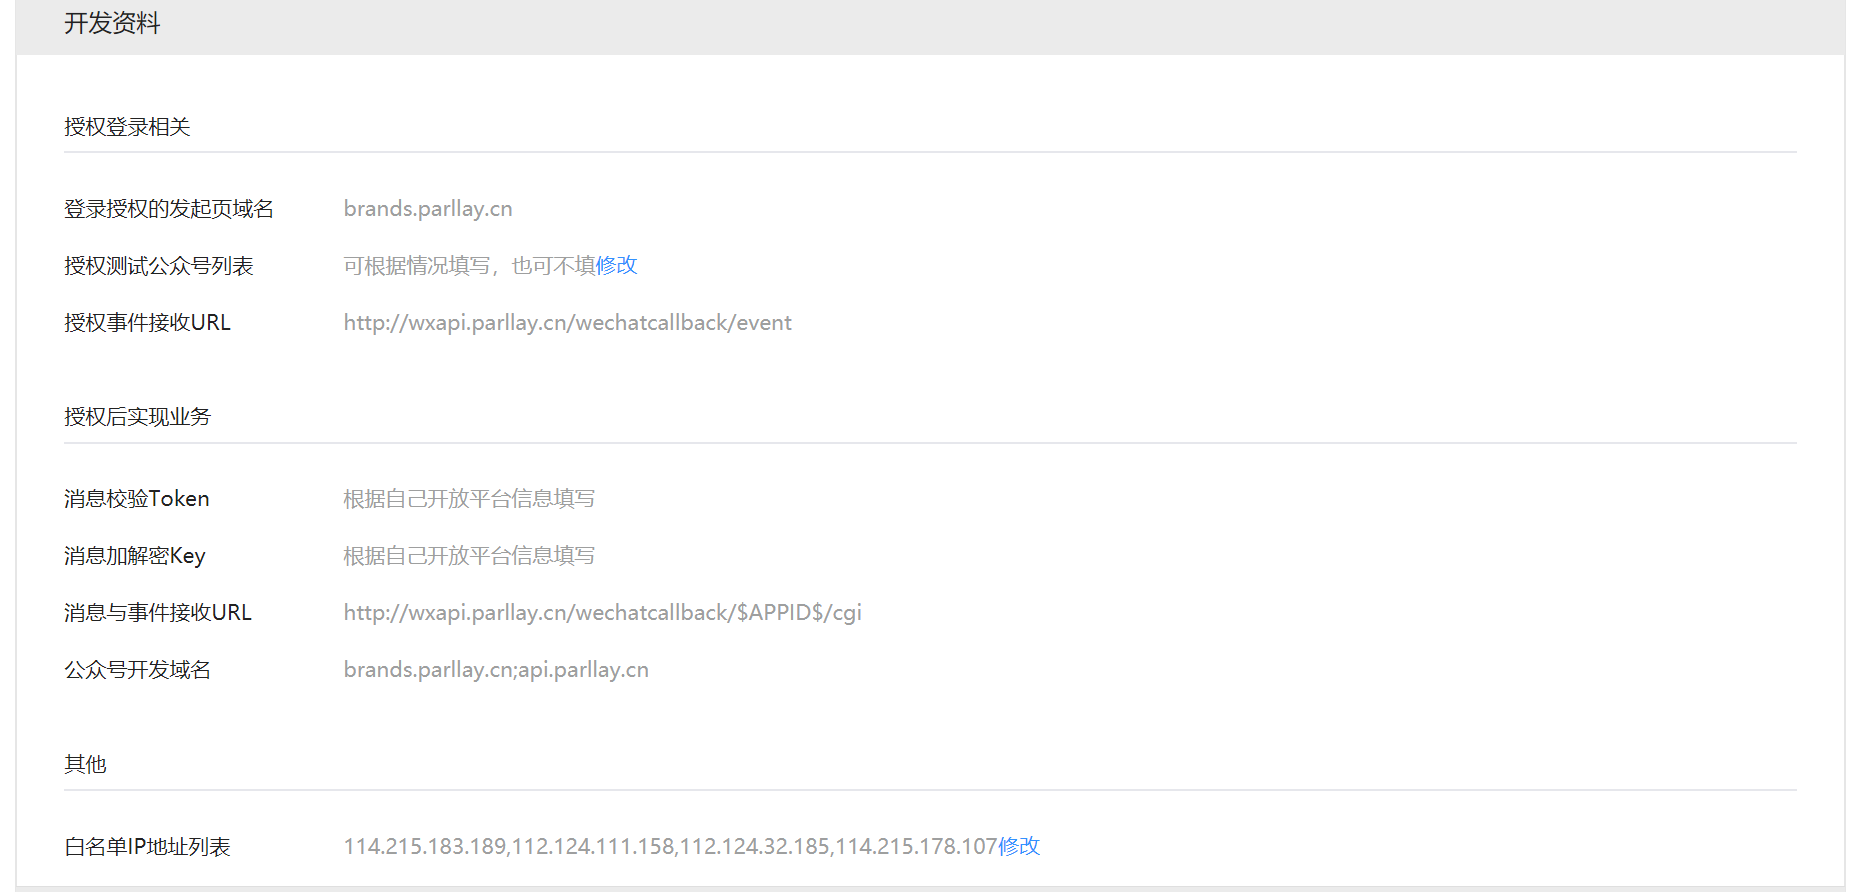 开发资料
授权登录相关
登录授权的发起页域名 brands.parllay.cn
授权测试公众号列表 可根据情况填写，也可不填修改
授权事件接收URL http://wxapi.parllay.cn/wechatcallback/event
授权后实现业务
消息校验Token 根据自己开放平台信息填写
消息加解密Key 根据自己开放平台信息填写
消息与事件接收URL http://wxapi.parllay.cn/wechatcallback/$APPID$/cgi
公众号开发域名 brands.parllay.cn;api.parllay.cn
其他
白名单IP地址列表 114.215.183.189,112.124.111.158,112.124.32.185,114.215.178.107修改